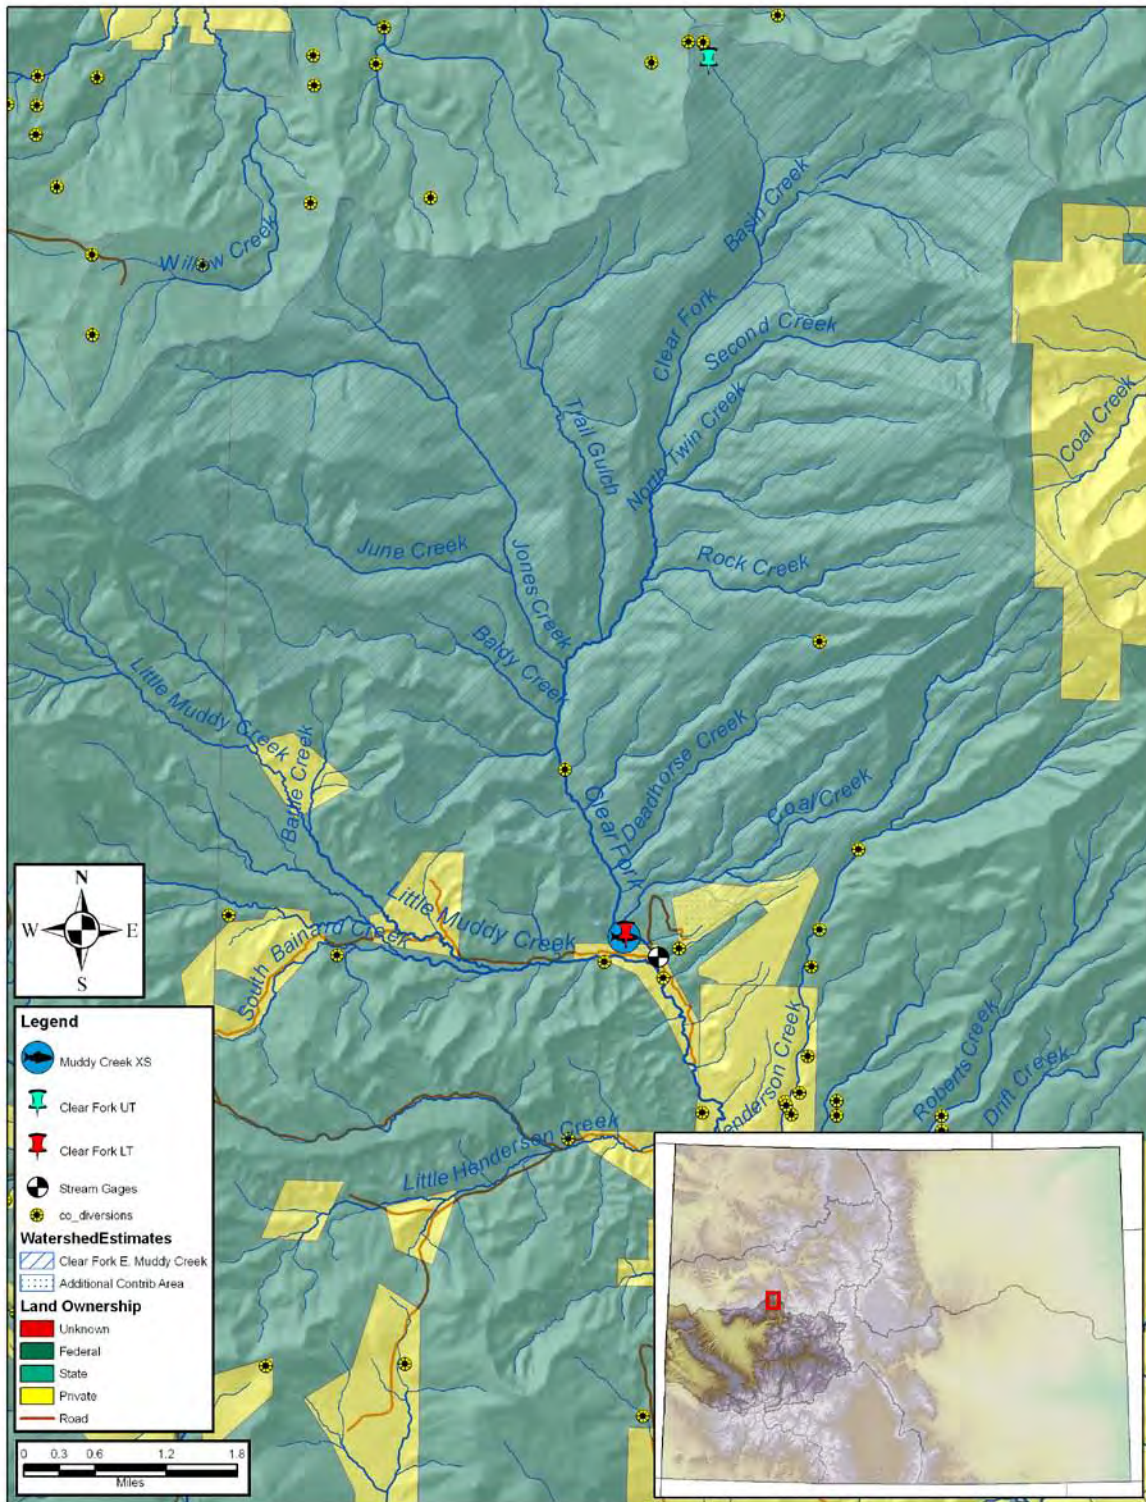 Basin Creek
Willow Creek
Clear Fork
Second Creek
Coal Creek
Trail Gulch
North Twin Creek
June Creek
Jones Creek
Rock Creek
Baldy Creek
Little Muddy Creek
Battle Creek
Clear Fork
Deadhorse Creek
Coal Creek
Little Muddy Creek
South Bainard Creek
enderson Creek
Roberts Creek
Drift Creek
Little Henderson Creek
N
W
E
S
Legend
Muddy Creek XS
Clear Fork UT
Clear Fork LT
Stream Gages
co_diversions
WatershedEstimates
Clear Fork E. Muddy Creek
Additional Contrib Area
Land Ownership
Unknown
Federal
State
Private
Road
0 0.3 0.6 1.2 1.8
Miles